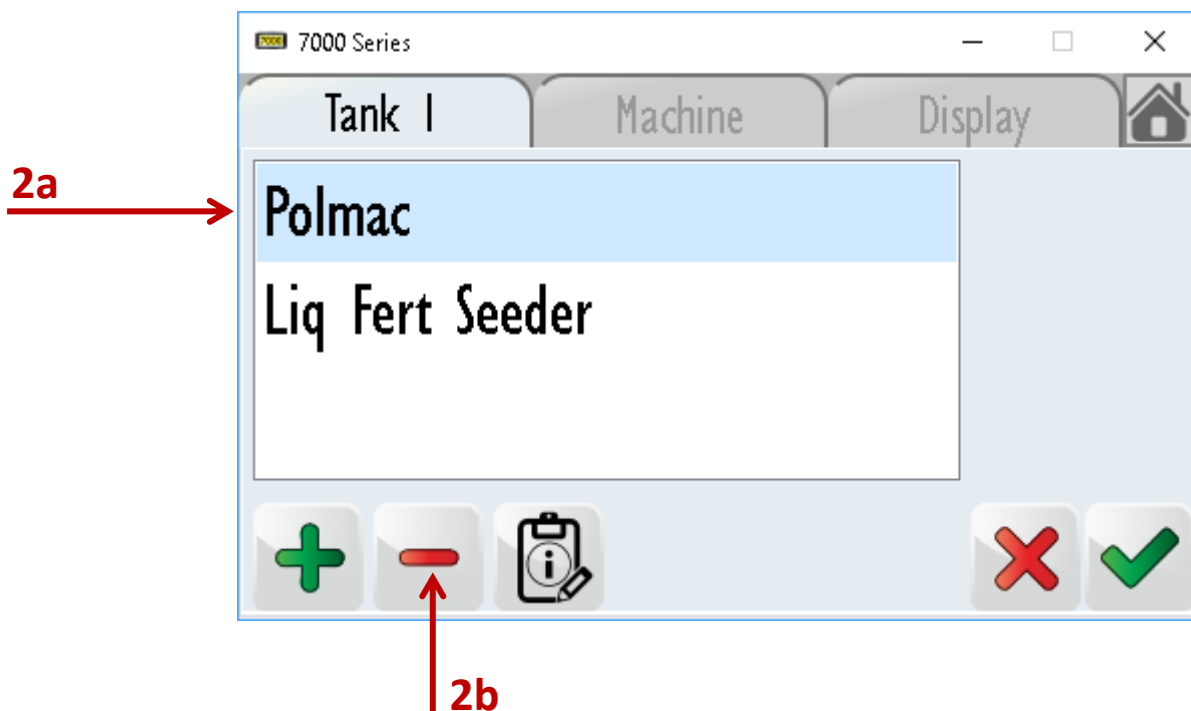 7000 Series
Tank 1
Machine
Display
2a
Polmac
Liq Fert Seeder
2b